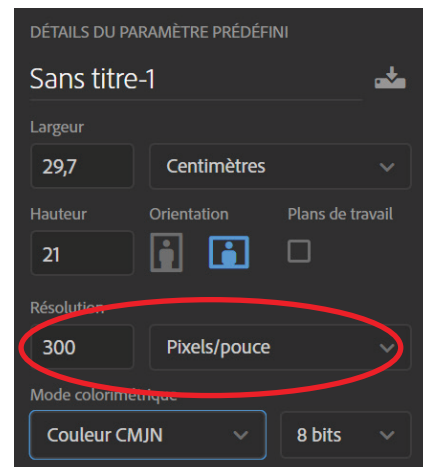 DÉTAILS DU PARAMÈTRE PRÉDÉFINI
Sans titre-1
Largeur
29,7 Centimètres
Hauteur Orientation Plans de travail
21
Résolution
300 Pixels/pouce
Mode colorimétrique
Couleur CMJN 8 bits